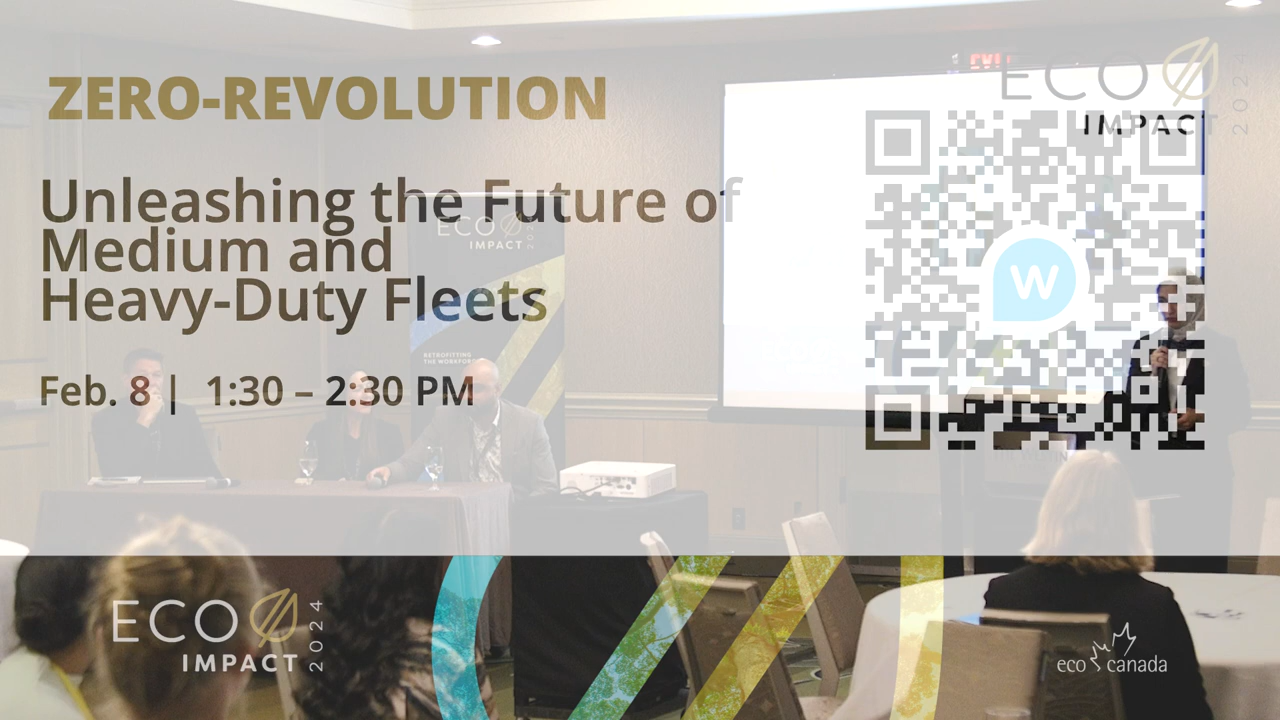 ZERO-REVOLUTION
Unleashing the Future of
Medium and
Heavy-Duty Fleets
Feb. 8 | 1:30 – 2:30 PM
EXIT
ECO
IMPACT
2024
W
ECO
IMPACT
RETROFITTING
THE WORKFORCE
ECO
IMPACT
2024
eco canada